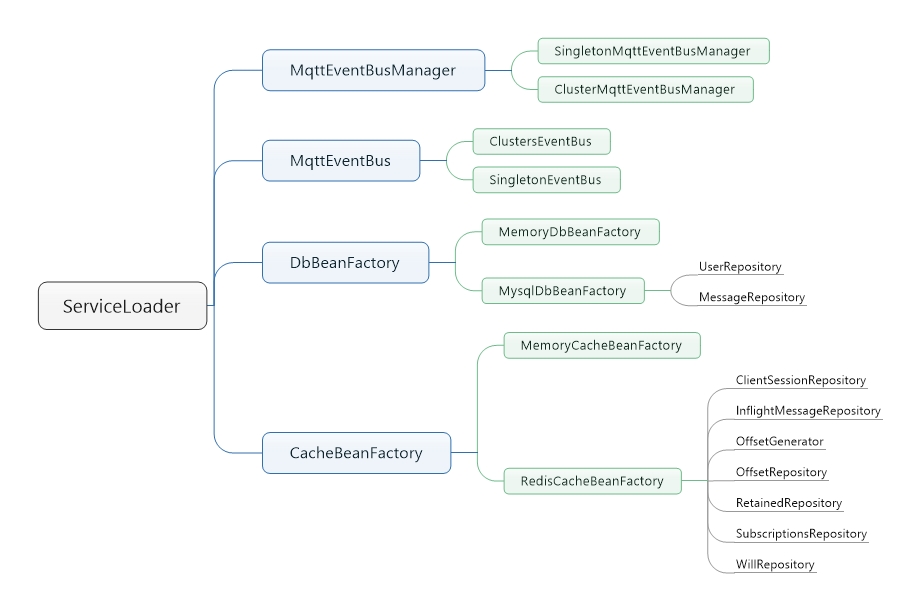 ServiceLoader
MqttEventBusManager
SingletonMqttEventBusManager
ClusterMqttEventBusManager
MqttEventBus
ClustersEventBus
SingletonEventBus
DbBeanFactory
MemoryDbBeanFactory
MysqlDbBeanFactory
UserRepository
MessageRepository
CacheBeanFactory
MemoryCacheBeanFactory
RedisCacheBeanFactory
ClientSessionRepository
InflightMessageRepository
OffsetGenerator
OffsetRepository
RetainedRepository
SubscriptionsRepository
WillRepository